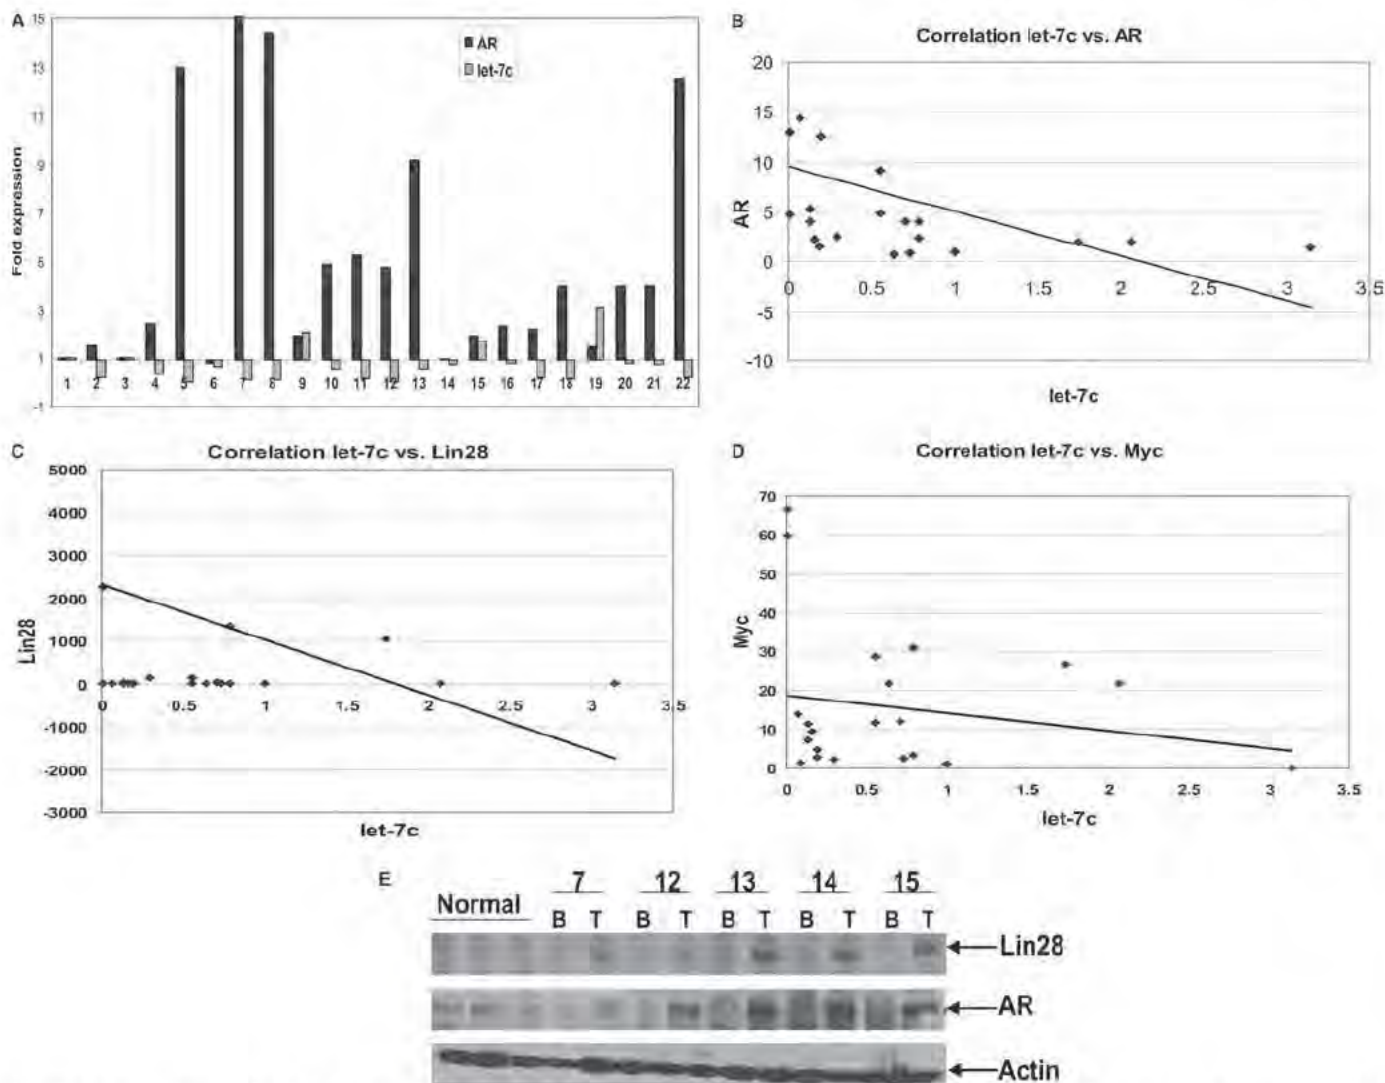 A
15
13
11
9
7
5
3
1
-1
Fold expression
AR
let-7c
1 2 3 4 5 6 7 8 9 10 11 12 13 14 15 16 17 18 19 20 21 22
B
Correlation let-7c vs. AR
20
15
10
5
0
-5
-10
AR
0 0.5 1 1.5 2 2.5 3 3.5
let-7c
C
Correlation let-7c vs. Lin28
5000
4000
3000
2000
1000
0
-1000
-2000
-3000
Lin28
0 0.5 1 1.5 2 2.5 3 3.5
let-7c
D
Correlation let-7c vs. Myc
70
60
50
40
30
20
10
0
Myc
0 0.5 1 1.5 2 2.5 3 3.5
let-7c
E
7 12 13 14 15
Normal B T B T B T B T B T
Lin28
AR
Actin